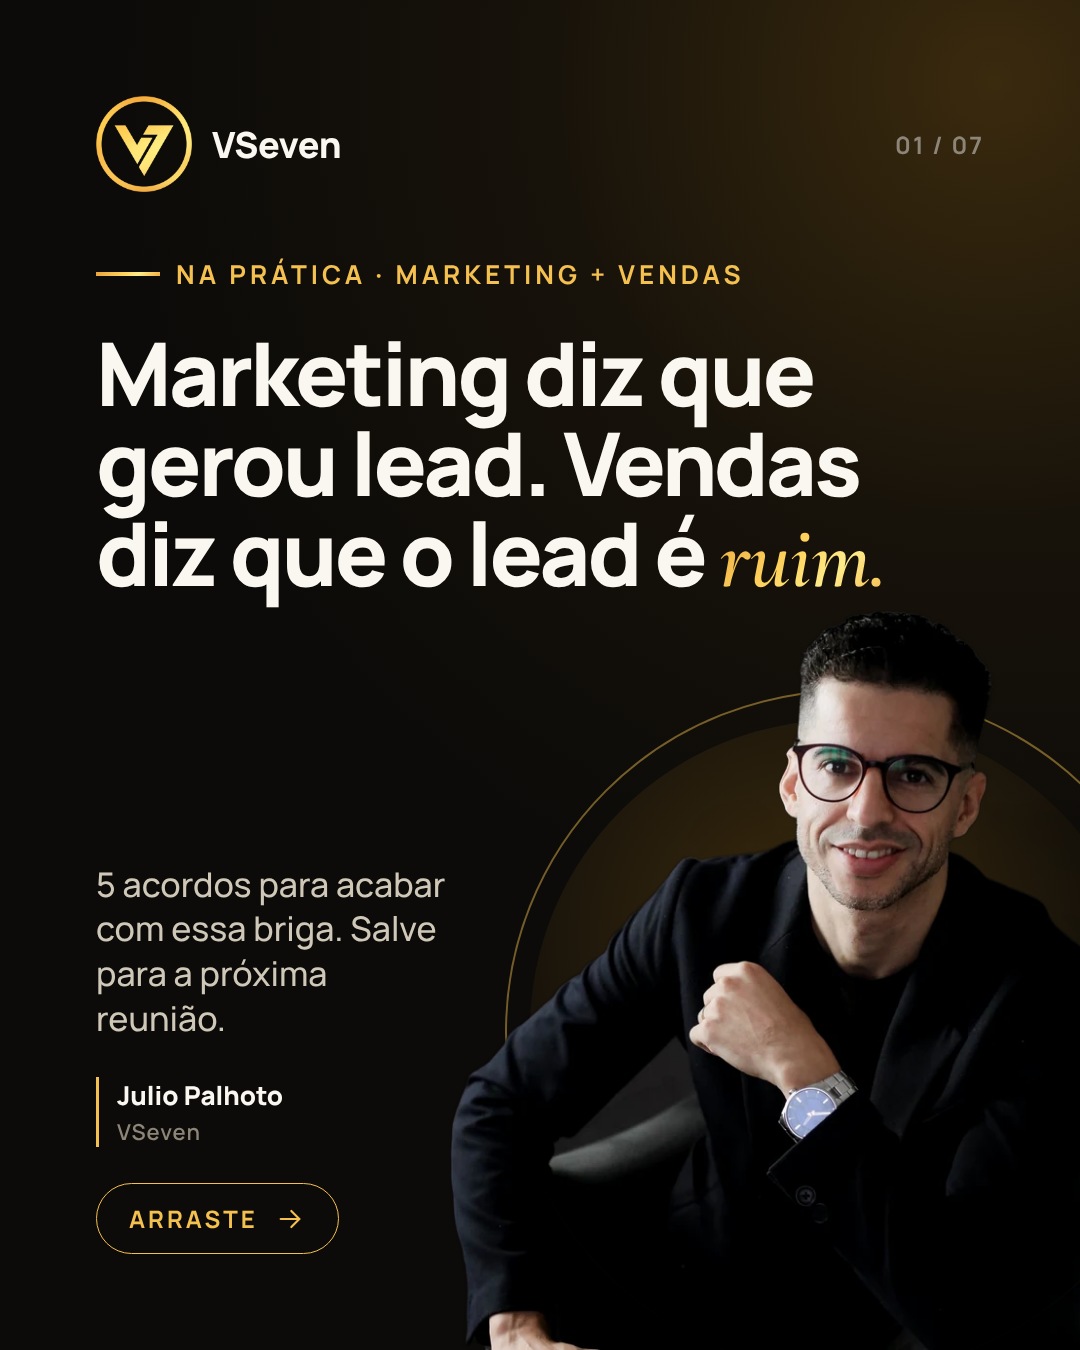 VSeven
01 / 07
NA PRÁTICA · MARKETING + VENDAS
Marketing diz que
gerou lead. Vendas
diz que o lead é ruim.
5 acordos para acabar
com essa briga. Salve
para a próxima
reunião.
Julio Palhoto
VSeven
ARRASTE →